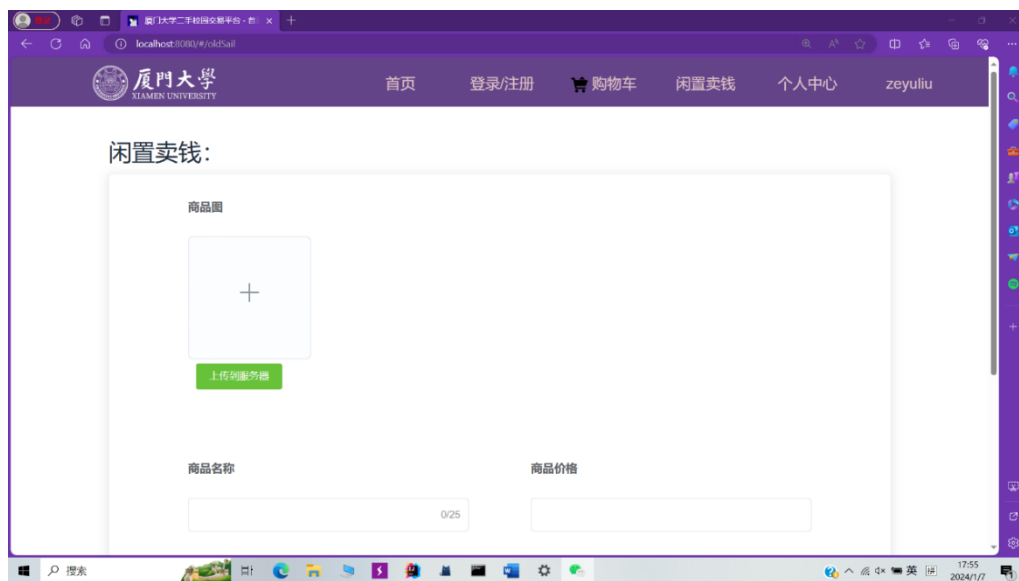 厦门大学二手校园交易平台 - 首
localhost:8080/#/oldSail
厦門大學
XIAMEN UNIVERSITY
首页 登录/注册 购物车 闲置卖钱 个人中心 zeyuliu
闲置卖钱：
商品图
上传到服务器
商品名称 商品价格
0/25
搜索
英
17:55
2024/1/7